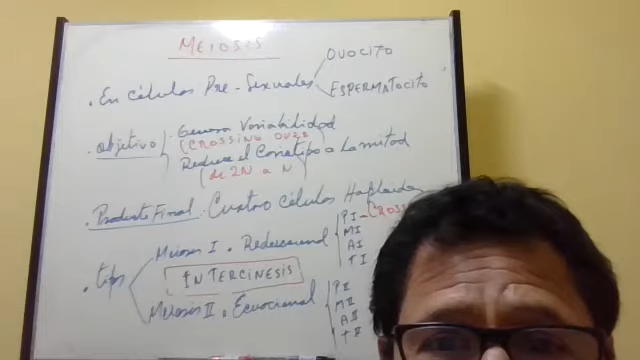 MEIOSIS
OVOCITO
. En células Pre-Sexuales
ESPERMATOCITO
. Genera Variabilidad
(CROSSING OVER
. Objetivo
Reduce el Cariotipo a La mitad
(de 2N a N)
. Producto Final . Cuatro células Haploides
PI - CROSS
Meiosis I . Reduccional
MI
AI
TI
. tipos
INTERCINESIS
Meiosis II . Ecuacional
PII
MII
AII
TII